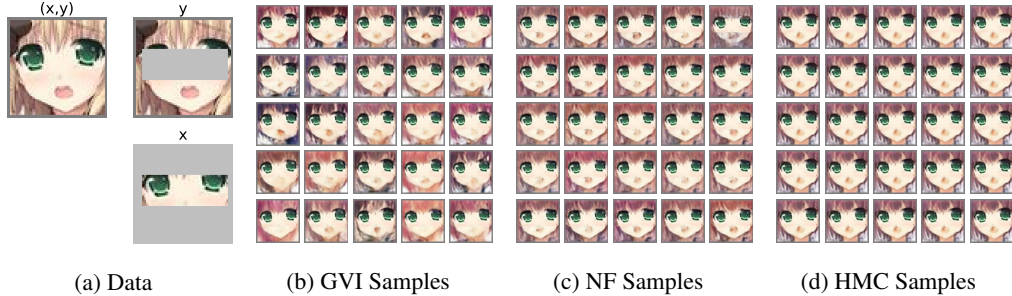 (x,y)
y
x
(a) Data
(b) GVI Samples
(c) NF Samples
(d) HMC Samples